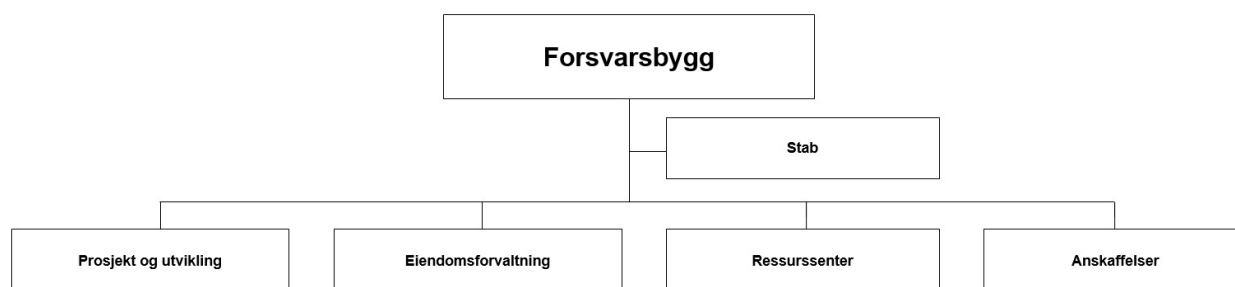 Forsvarsbygg
Stab
Prosjekt og utvikling
Eiendomsforvaltning
Ressurssenter
Anskaffelser